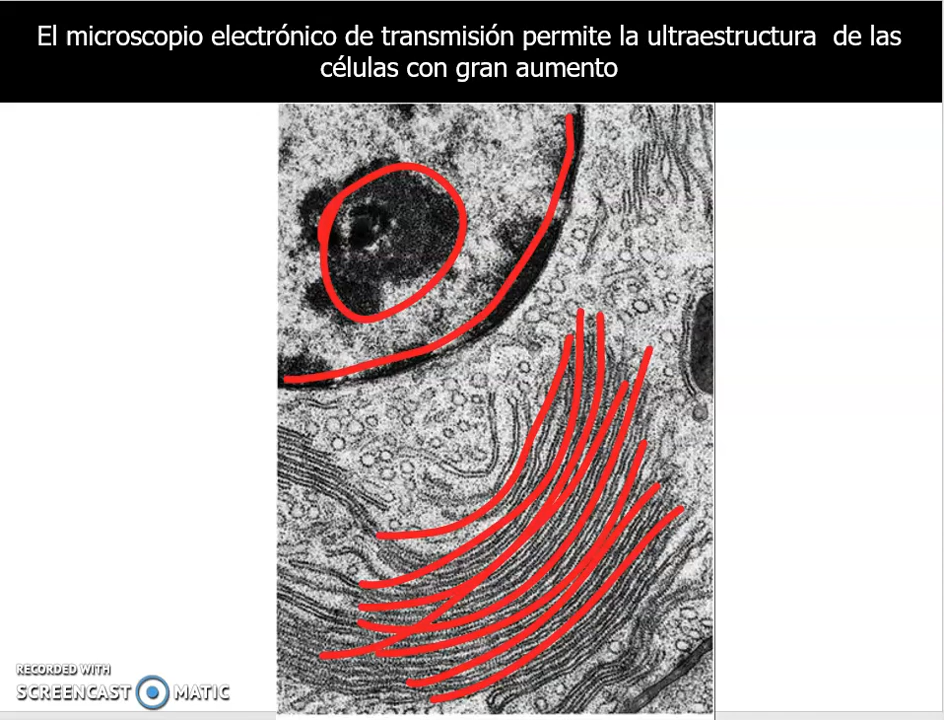 El microscopio electrónico de transmisión permite la ultraestructura de las
células con gran aumento
RECORDED WITH
SCREENCAST MATIC